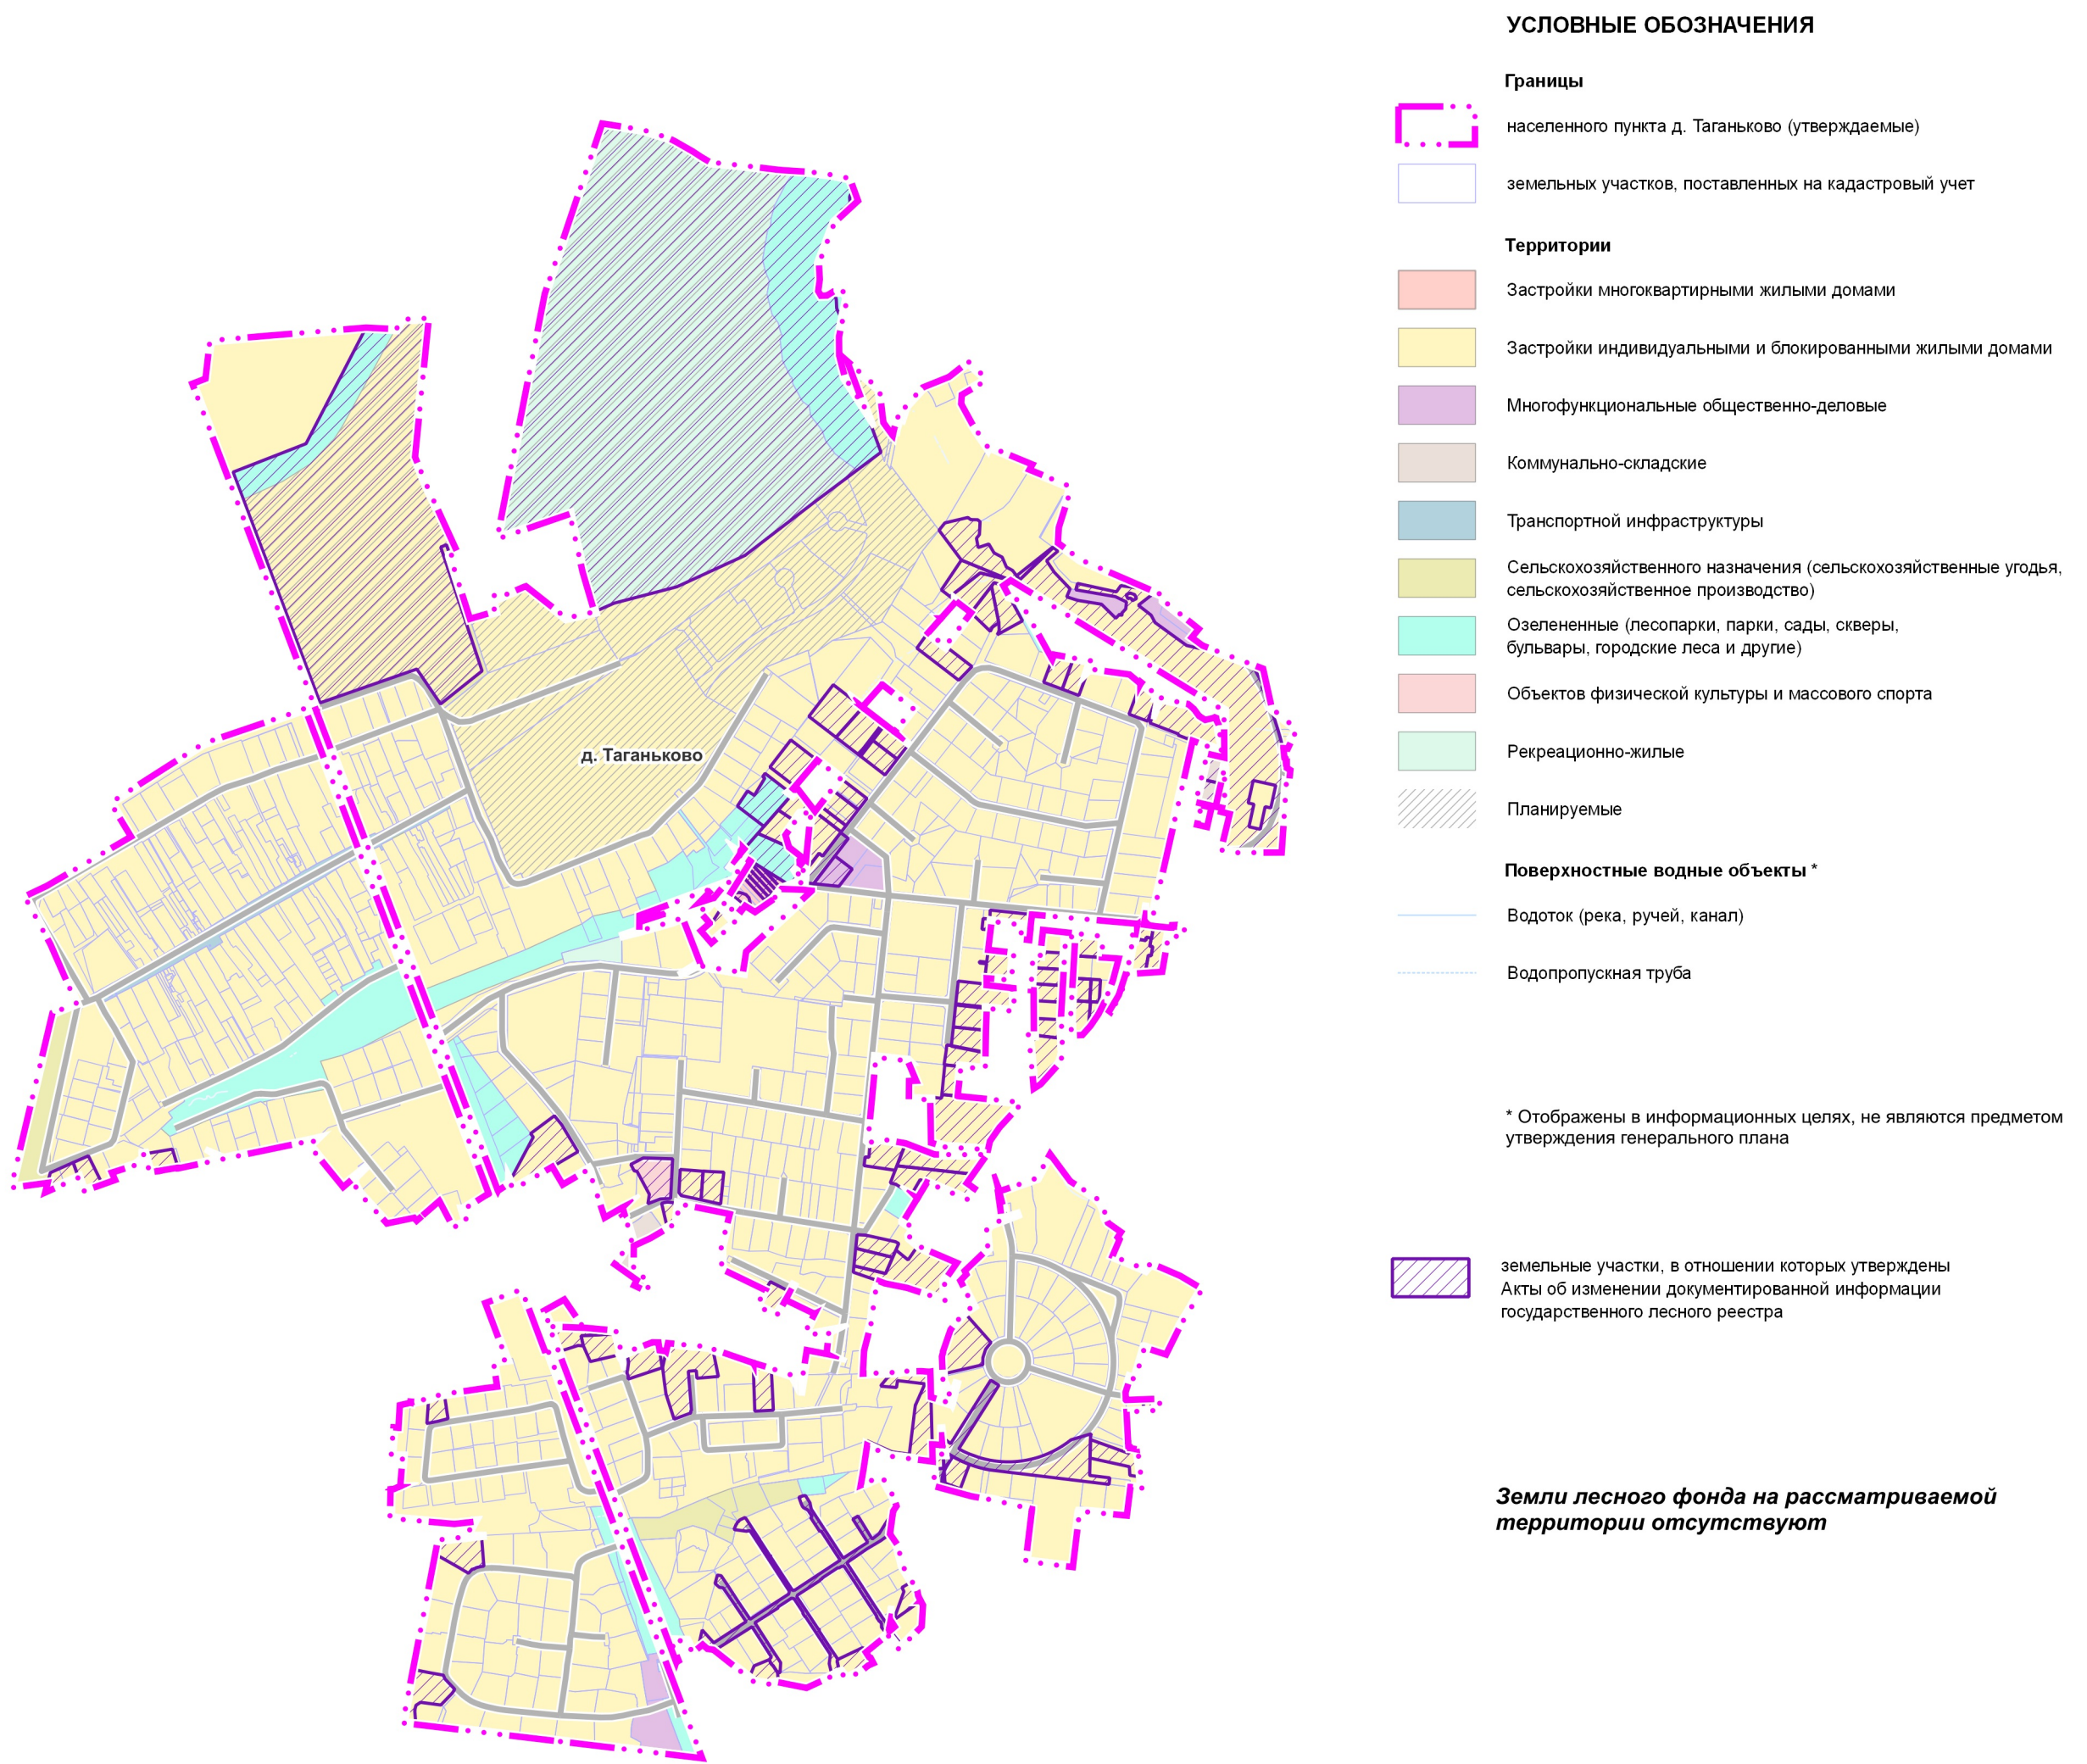 УСЛОВНЫЕ ОБОЗНАЧЕНИЯ
Границы
населенного пункта д. Таганьково (утверждаемые)
земельных участков, поставленных на кадастровый учет
Территории
Застройки многоквартирными жилыми домами
Застройки индивидуальными и блокированными жилыми домами
Многофункциональные общественно-деловые
Коммунально-складские
Транспортной инфраструктуры
Сельскохозяйственного назначения (сельскохозяйственные угодья,
сельскохозяйственное производство)
Озелененные (лесопарки, парки, сады, скверы,
бульвары, городские леса и другие)
Объектов физической культуры и массового спорта
Рекреационно-жилые
Планируемые
Поверхностные водные объекты *
Водоток (река, ручей, канал)
Водопропускная труба
* Отображены в информационных целях, не являются предметом
утверждения генерального плана
земельные участки, в отношении которых утверждены
Акты об изменении документированной информации
государственного лесного реестра
Земли лесного фонда на рассматриваемой
территории отсутствуют
д. Таганьково